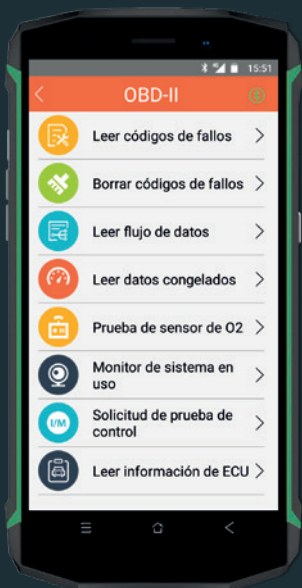 15:51
OBD-II
Leer códigos de fallos
Borrar códigos de fallos
Leer flujo de datos
Leer datos congelados
Prueba de sensor de O2
Monitor de sistema en
uso
I/M
Solicitud de prueba de
control
Leer información de ECU